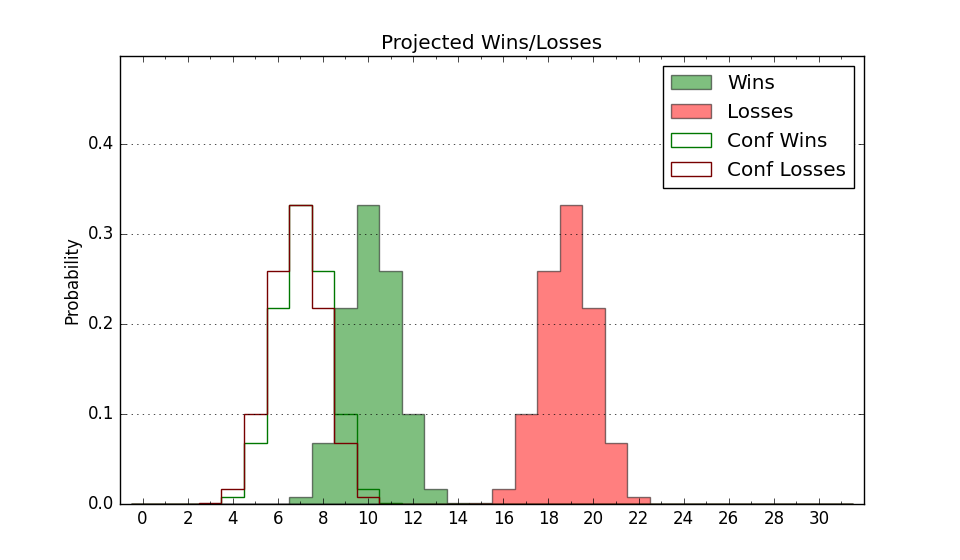 Projected Wins/Losses
Wins
Losses
Conf Wins
Conf Losses
Probability
0.4
0.3
0.2
0.1
0.0
0 2 4 6 8 10 12 14 16 18 20 22 24 26 28 30